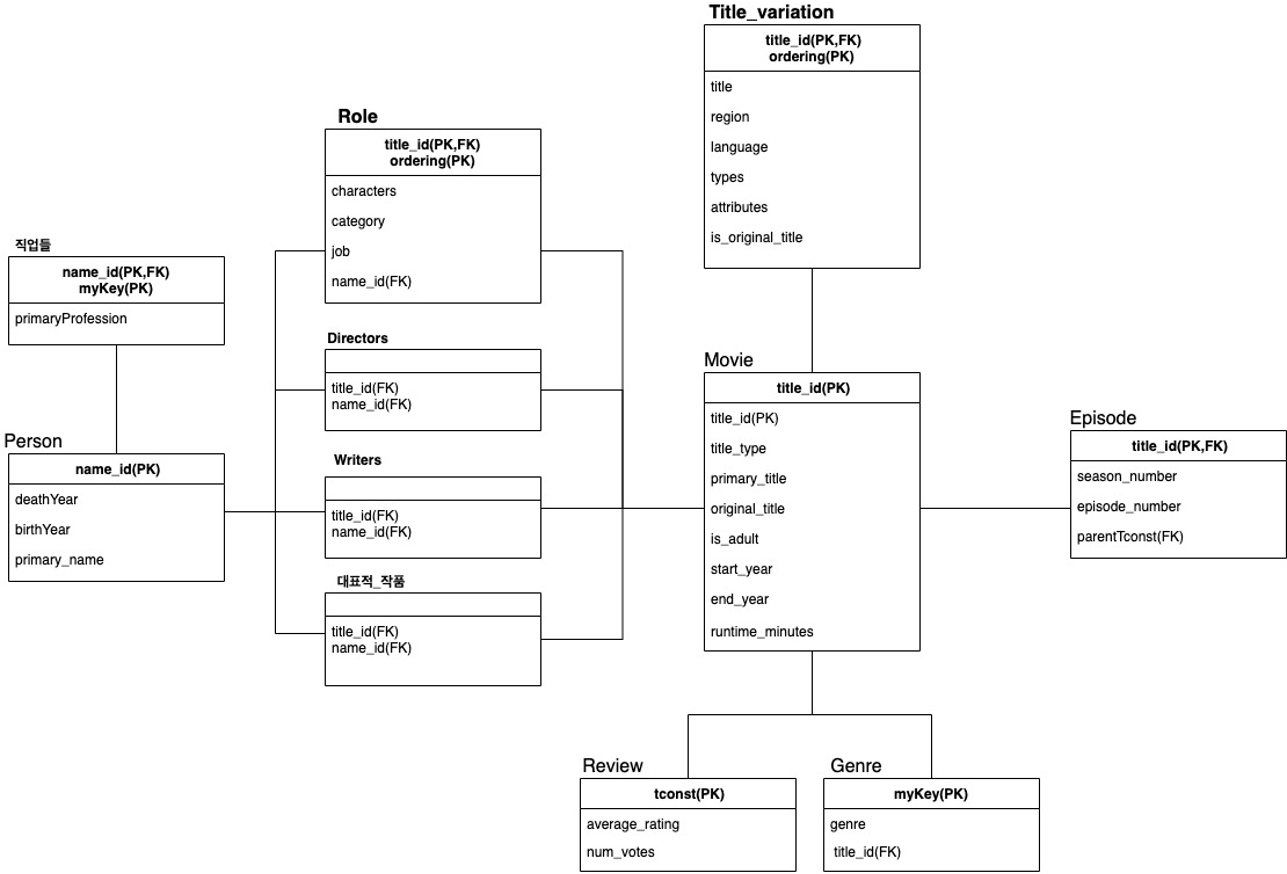 Title_variation
title_id(PK,FK)
ordering(PK)
title
region
language
types
attributes
is_original_title
Role
title_id(PK,FK)
ordering(PK)
characters
category
job
name_id(FK)
직업들
name_id(PK,FK)
myKey(PK)
primaryProfession
Directors
title_id(FK)
name_id(FK)
Writers
title_id(FK)
name_id(FK)
대표적_작품
title_id(FK)
name_id(FK)
Person
name_id(PK)
deathYear
birthYear
primary_name
Movie
title_id(PK)
title_id(PK)
title_type
primary_title
original_title
is_adult
start_year
end_year
runtime_minutes
Episode
title_id(PK,FK)
season_number
episode_number
parentTconst(FK)
Review
tconst(PK)
average_rating
num_votes
Genre
myKey(PK)
genre
title_id(FK)